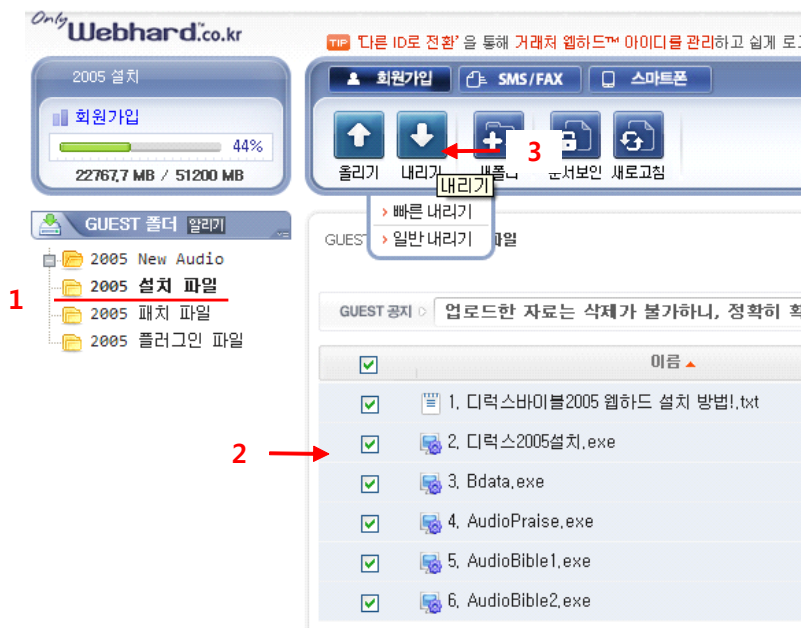 Only Webhard.co.kr
TIP '다른 ID로 전환' 을 통해 거래처 웹하드™ 아이디를 관리하고 쉽게
2005 설치
회원가입
44%
22767,7 MB / 51200 MB
회원가입 SMS/FAX 스마트폰
올리기 내리기 문서보인 새로고침
3
내리기
빠른 내리기
일반 내리기
GUEST 폴더 알리기
2005 New Audio
2005 설치 파일
2005 패치 파일
2005 플러그인 파일
1
GUEST 파일
GUEST 공지 업로드한 자료는 삭제가 불가하니, 정확히
이름
1, 디럭스바이블2005 웹하드 설치 방법!,txt
2, 디럭스2005설치,exe
2
3, Bdata,exe
4, AudioPraise,exe
5, AudioBible1,exe
6, AudioBible2,exe